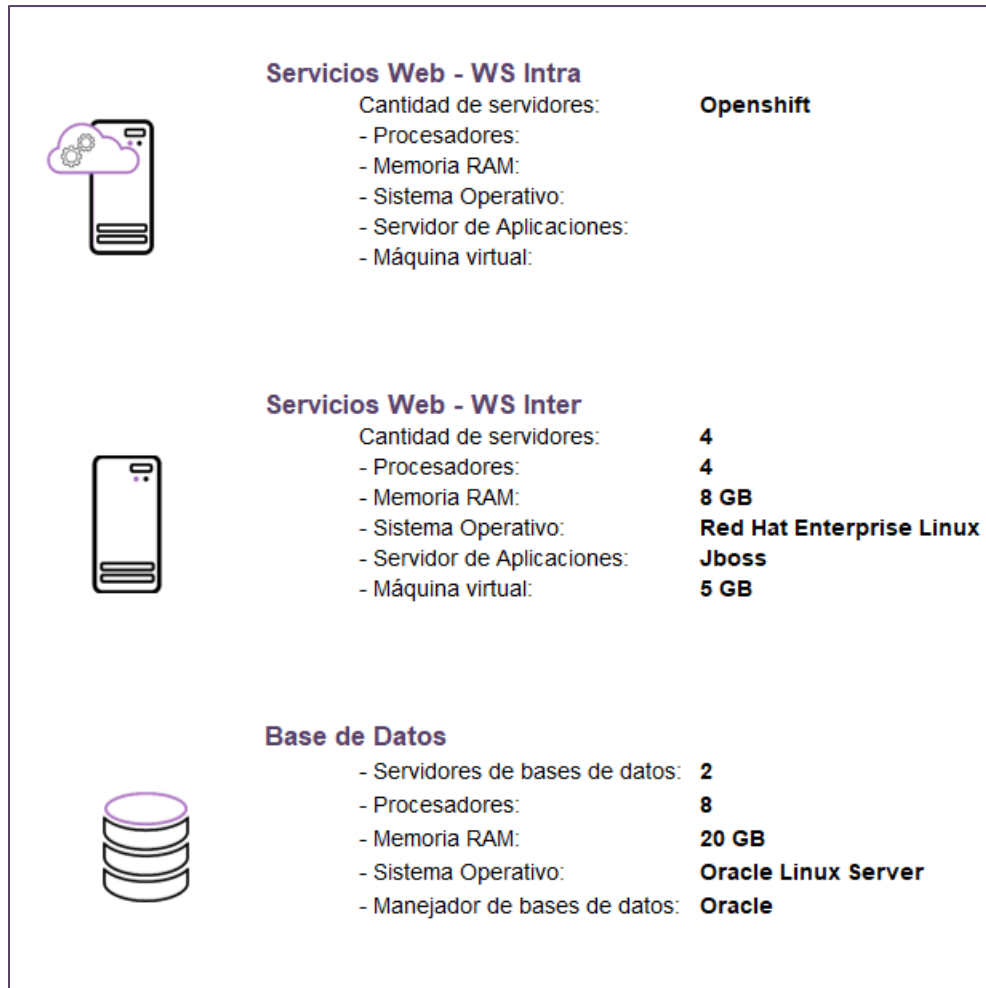 Servicios Web - WS Intra
Cantidad de servidores: Openshift
- Procesadores:
- Memoria RAM:
- Sistema Operativo:
- Servidor de Aplicaciones:
- Máquina virtual:
Servicios Web - WS Inter
Cantidad de servidores: 4
- Procesadores: 4
- Memoria RAM: 8 GB
- Sistema Operativo: Red Hat Enterprise Linux
- Servidor de Aplicaciones: Jboss
- Máquina virtual: 5 GB
Base de Datos
- Servidores de bases de datos: 2
- Procesadores: 8
- Memoria RAM: 20 GB
- Sistema Operativo: Oracle Linux Server
- Manejador de bases de datos: Oracle